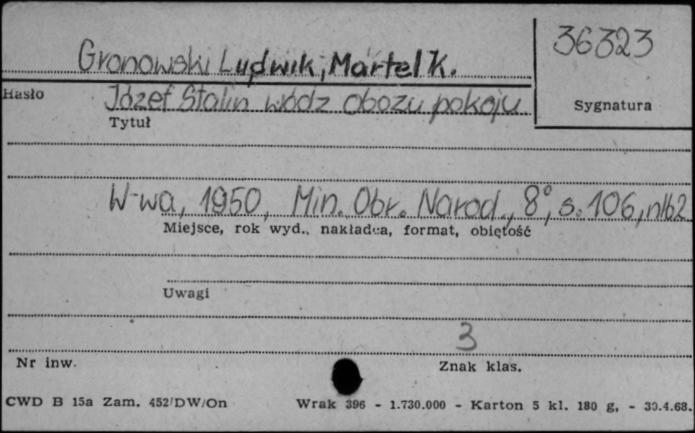 36323
Gronowski Ludwik, Martel K.
Hasło
Sygnatura
Józef Stalin wódz obozu pokoju
Tytuł
W-wa, 1950, Min. Obr. Narod., 8°, s. 106, nlb2
Miejsce, rok wyd., nakładca, format, objętość
Uwagi
3
Nr inw.
Znak klas.
CWD B 15a Zam. 452/DW/On Wrak 396 - 1.730.000 - Karton 5 kl. 180 g. - 30.4.68.